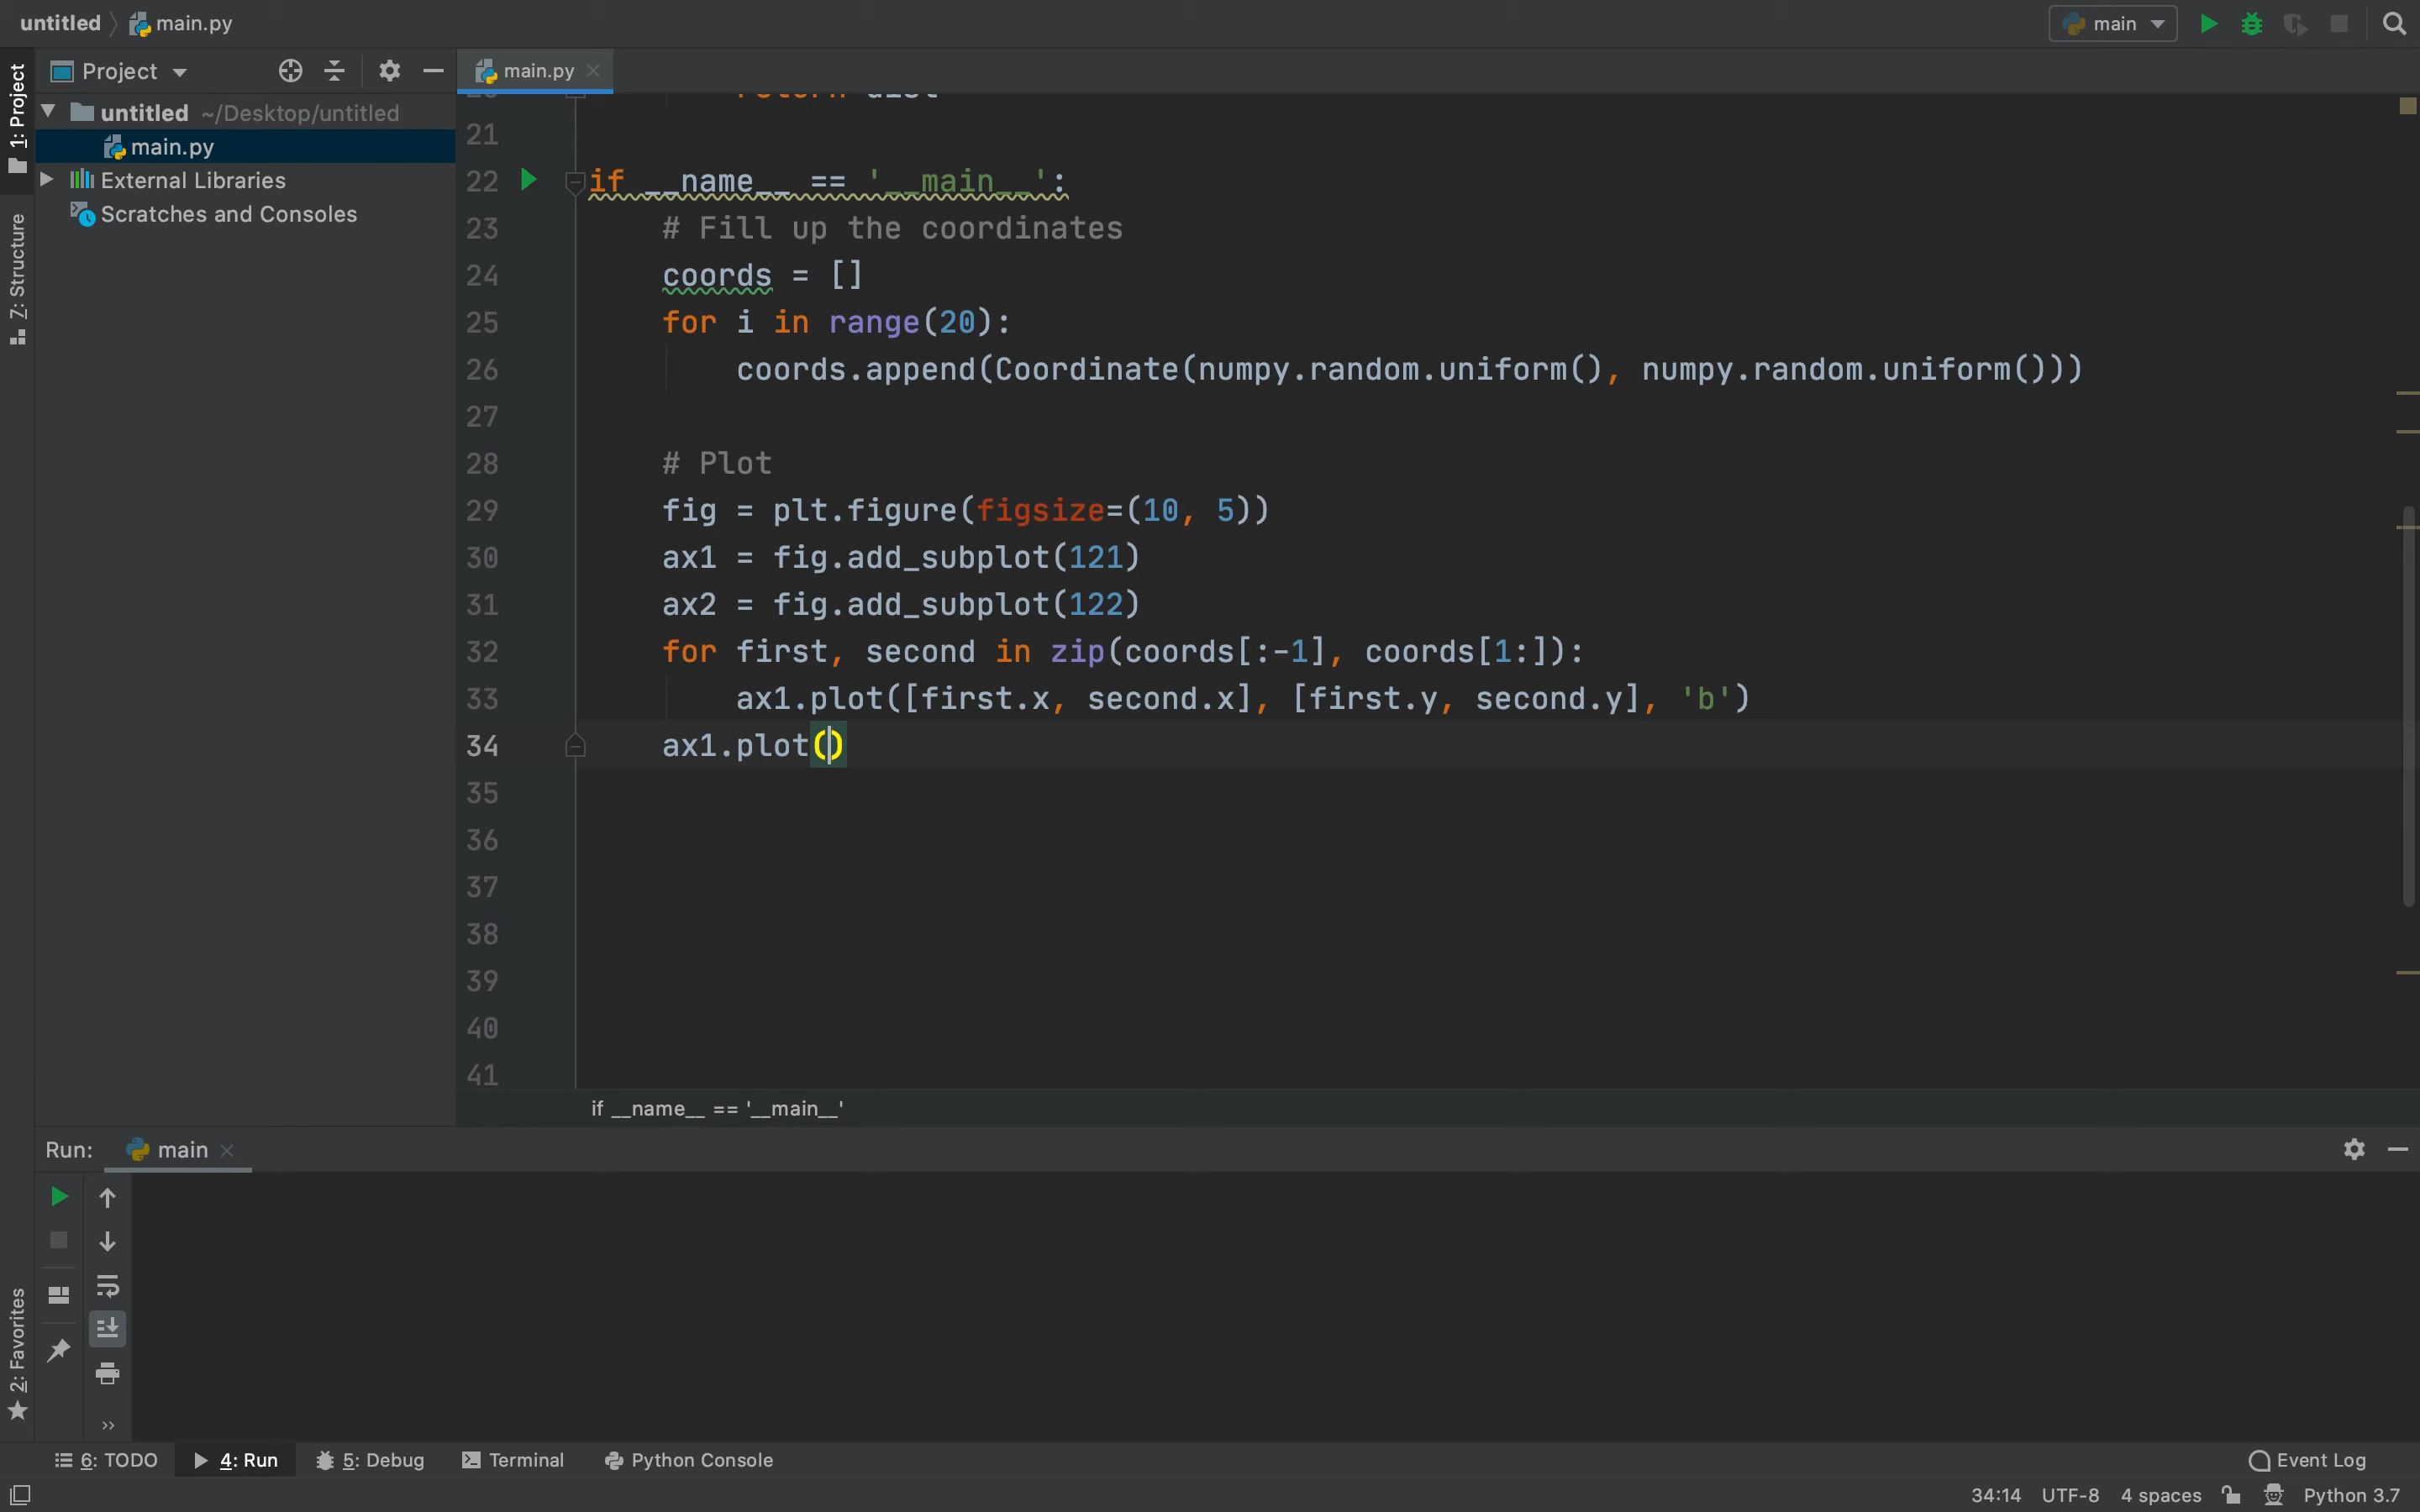 untitled main.py
main
1: Project
Project
main.py
untitled ~/Desktop/untitled
main.py
External Libraries
Scratches and Consoles
7: Structure
2: Favorites
21
22 if __name__ == '__main__':
23 # Fill up the coordinates
24 coords = []
25 for i in range(20):
26 coords.append(Coordinate(numpy.random.uniform(), numpy.random.uniform()))
27
28 # Plot
29 fig = plt.figure(figsize=(10, 5))
30 ax1 = fig.add_subplot(121)
31 ax2 = fig.add_subplot(122)
32 for first, second in zip(coords[:-1], coords[1:]):
33 ax1.plot([first.x, second.x], [first.y, second.y], 'b')
34 ax1.plot()
35
36
37
38
39
40
41
if __name__ == '__main__'
Run: main
6: TODO 4: Run 5: Debug Terminal Python Console Event Log
34:14 UTF-8 4 spaces Python 3.7